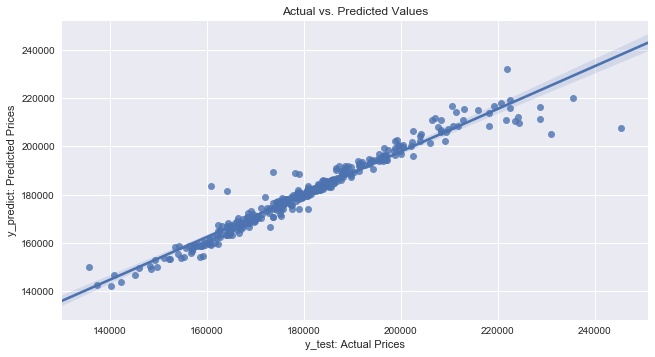 Actual vs. Predicted Values
240000
220000
200000
180000
160000
140000
y_predict: Predicted Prices
140000 160000 180000 200000 220000 240000
y_test: Actual Prices